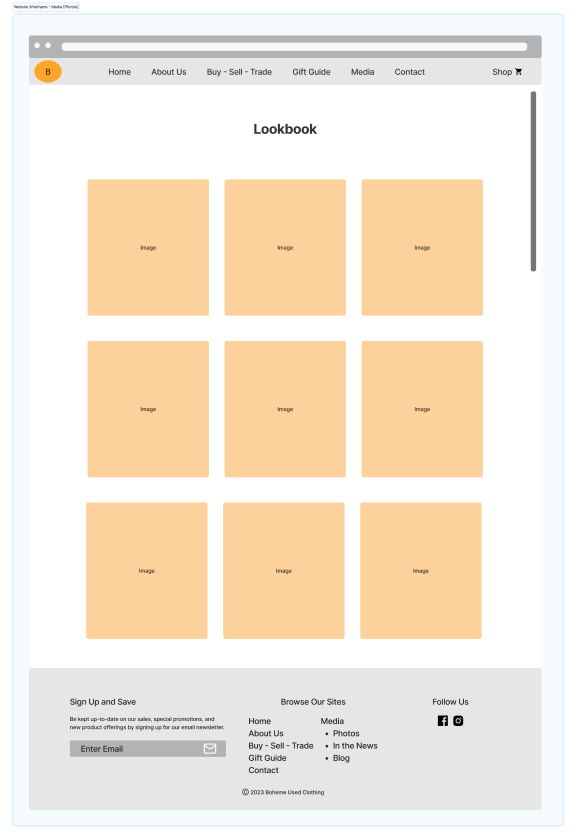 Website Wireframe - Media (Photos)
B
Home About Us Buy - Sell - Trade Gift Guide Media Contact Shop
Lookbook
Image Image Image
Image Image Image
Image Image Image
Sign Up and Save
Be kept up-to-date on our sales, special promotions, and
new product offerings by signing up for our email newsletter.
Enter Email
Browse Our Sites
Home
About Us
Buy - Sell - Trade
Gift Guide
Contact
Media
• Photos
• In the News
• Blog
Follow Us
© 2023 Boheme Used Clothing